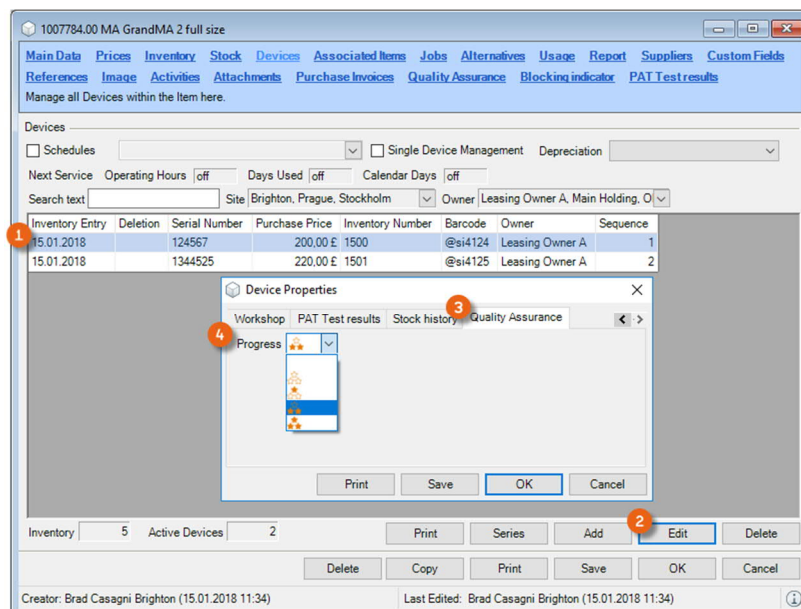 1007784.00 MA GrandMA 2 full size
Main Data Prices Inventory Stock Devices Associated Items Jobs Alternatives Usage Report Suppliers Custom Fields
References Image Activities Attachments Purchase Invoices Quality Assurance Blocking indicator PAT Test results
Manage all Devices within the Item here.
Devices
Schedules Single Device Management Depreciation
Next Service Operating Hours off Days Used off Calendar Days off
Search text Site Brighton, Prague, Stockholm Owner Leasing Owner A, Main Holding, O
Inventory Entry Deletion Serial Number Purchase Price Inventory Number Barcode Owner Sequence
1 15.01.2018 124567 200,00 £ 1500 @si4124 Leasing Owner A 1
15.01.2018 1344525 220,00 £ 1501 @si4125 Leasing Owner A 2
Device Properties
3
Workshop PAT Test results Stock history Quality Assurance
4 Progress
Print Save OK Cancel
2
Inventory 5 Active Devices 2 Print Series Add Edit Delete
Delete Copy Print Save OK Cancel
Creator: Brad Casagni Brighton (15.01.2018 11:34) Last Edited: Brad Casagni Brighton (15.01.2018 11:34)